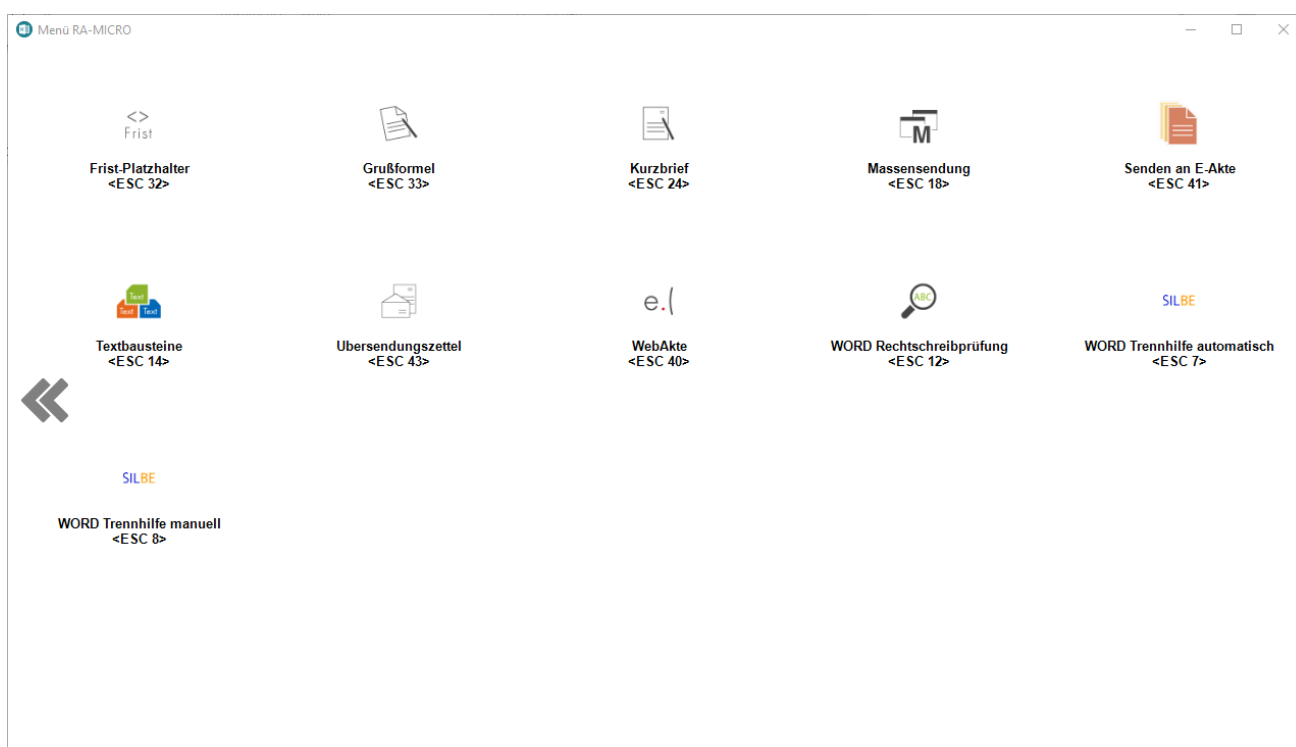 Menü RA-MICRO
<>
Frist
Frist-Platzhalter
<ESC 32>
Grußformel
<ESC 33>
Kurzbrief
<ESC 24>
M
Massensendung
<ESC 18>
Senden an E-Akte
<ESC 41>
Text
Text Text
Textbausteine
<ESC 14>
Ubersendungszettel
<ESC 43>
e.(
WebAkte
<ESC 40>
ABC
WORD Rechtschreibprüfung
<ESC 12>
SILBE
WORD Trennhilfe automatisch
<ESC 7>
SILBE
WORD Trennhilfe manuell
<ESC 8>